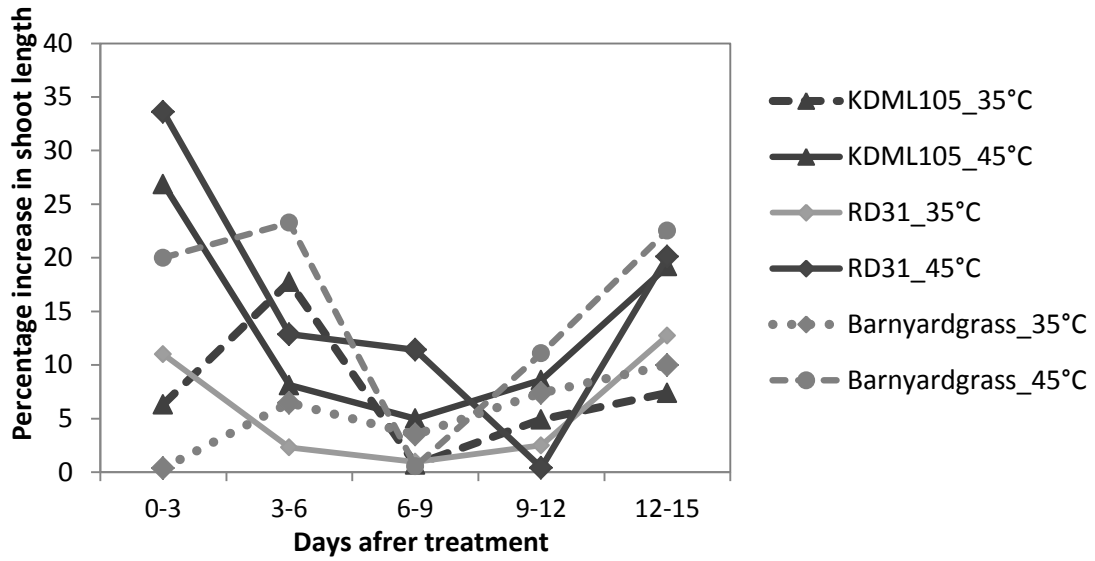 Percentage increase in shoot length
40
35
30
25
20
15
10
5
0
0-3 3-6 6-9 9-12 12-15
Days afrer treatment
KDML105_35°C
KDML105_45°C
RD31_35°C
RD31_45°C
Barnyardgrass_35°C
Barnyardgrass_45°C